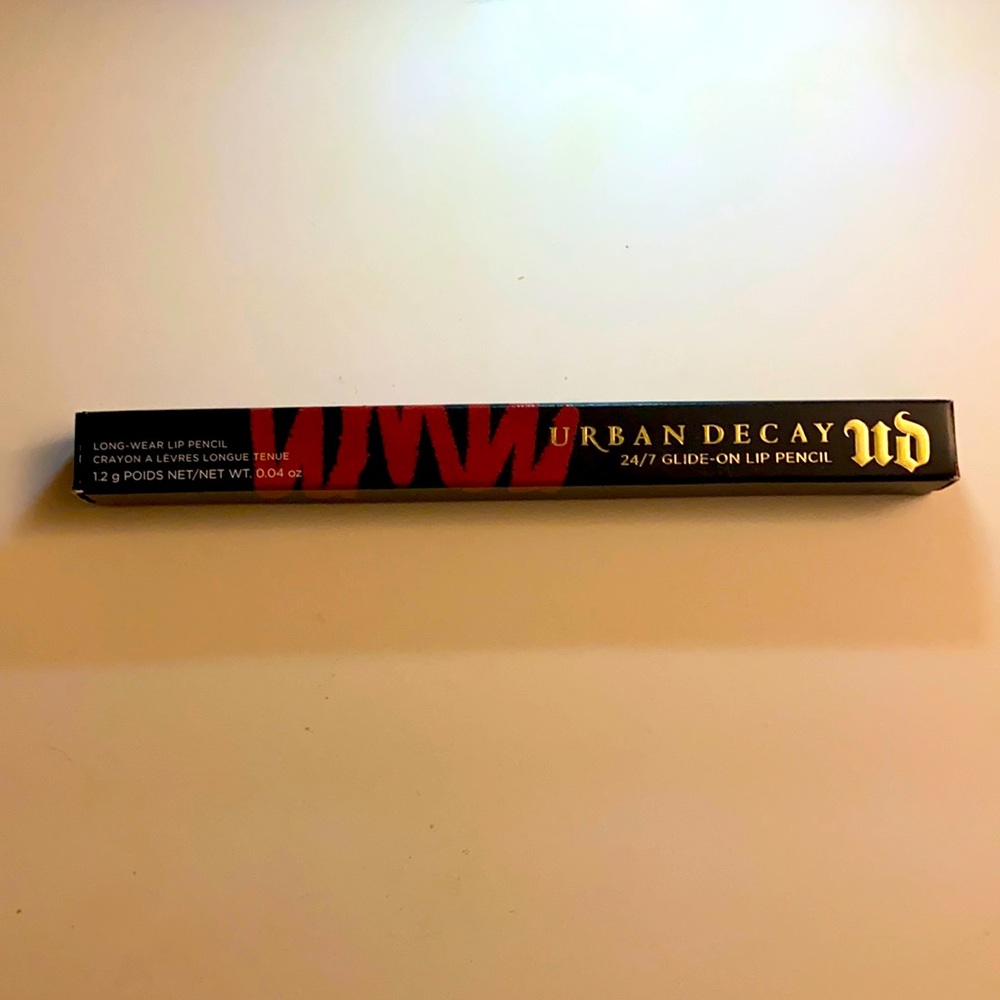 LONG-WEAR LIP PENCIL
CRAYON A LÈVRES LONGUE TENUE
1.2 g POIDS NET/NET WT. 0.04 oz
URBAN DECAY
24/7 GLIDE-ON LIP PENCIL
UD